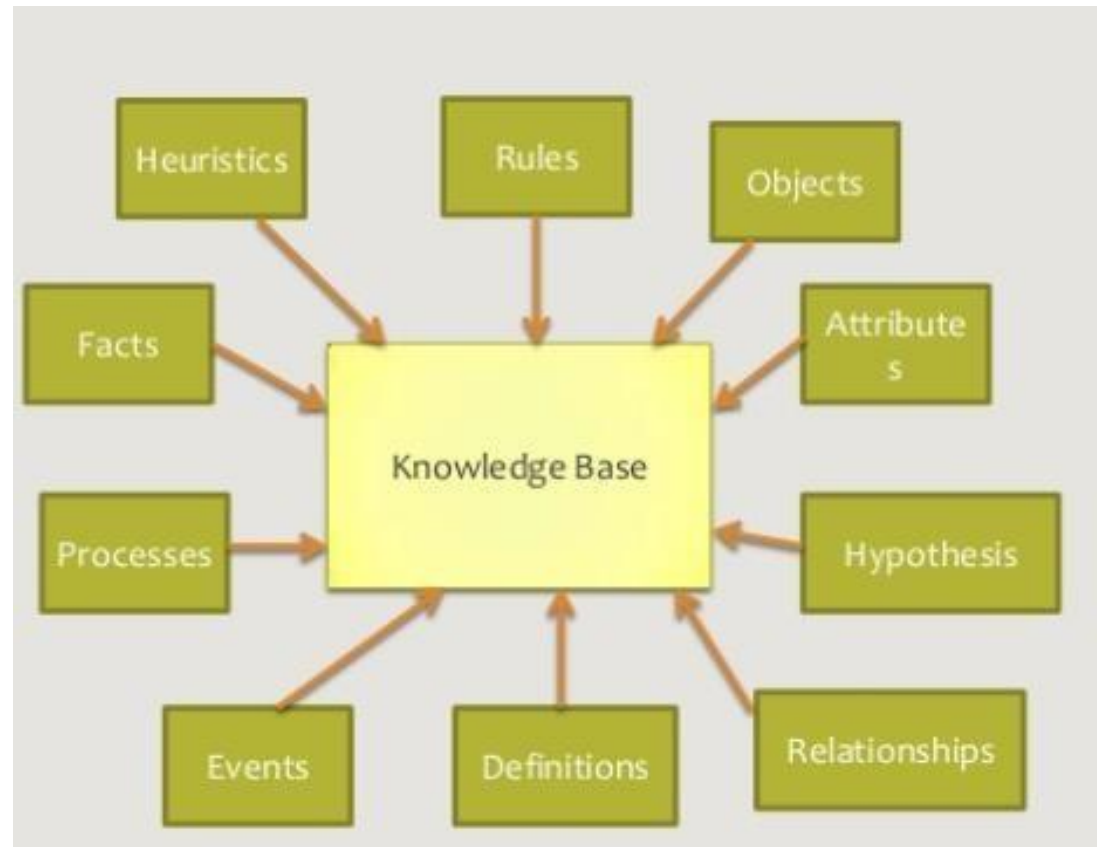 Heuristics
Rules
Objects
Facts
Attribute
s
Knowledge Base
Processes
Hypothesis
Events
Definitions
Relationships